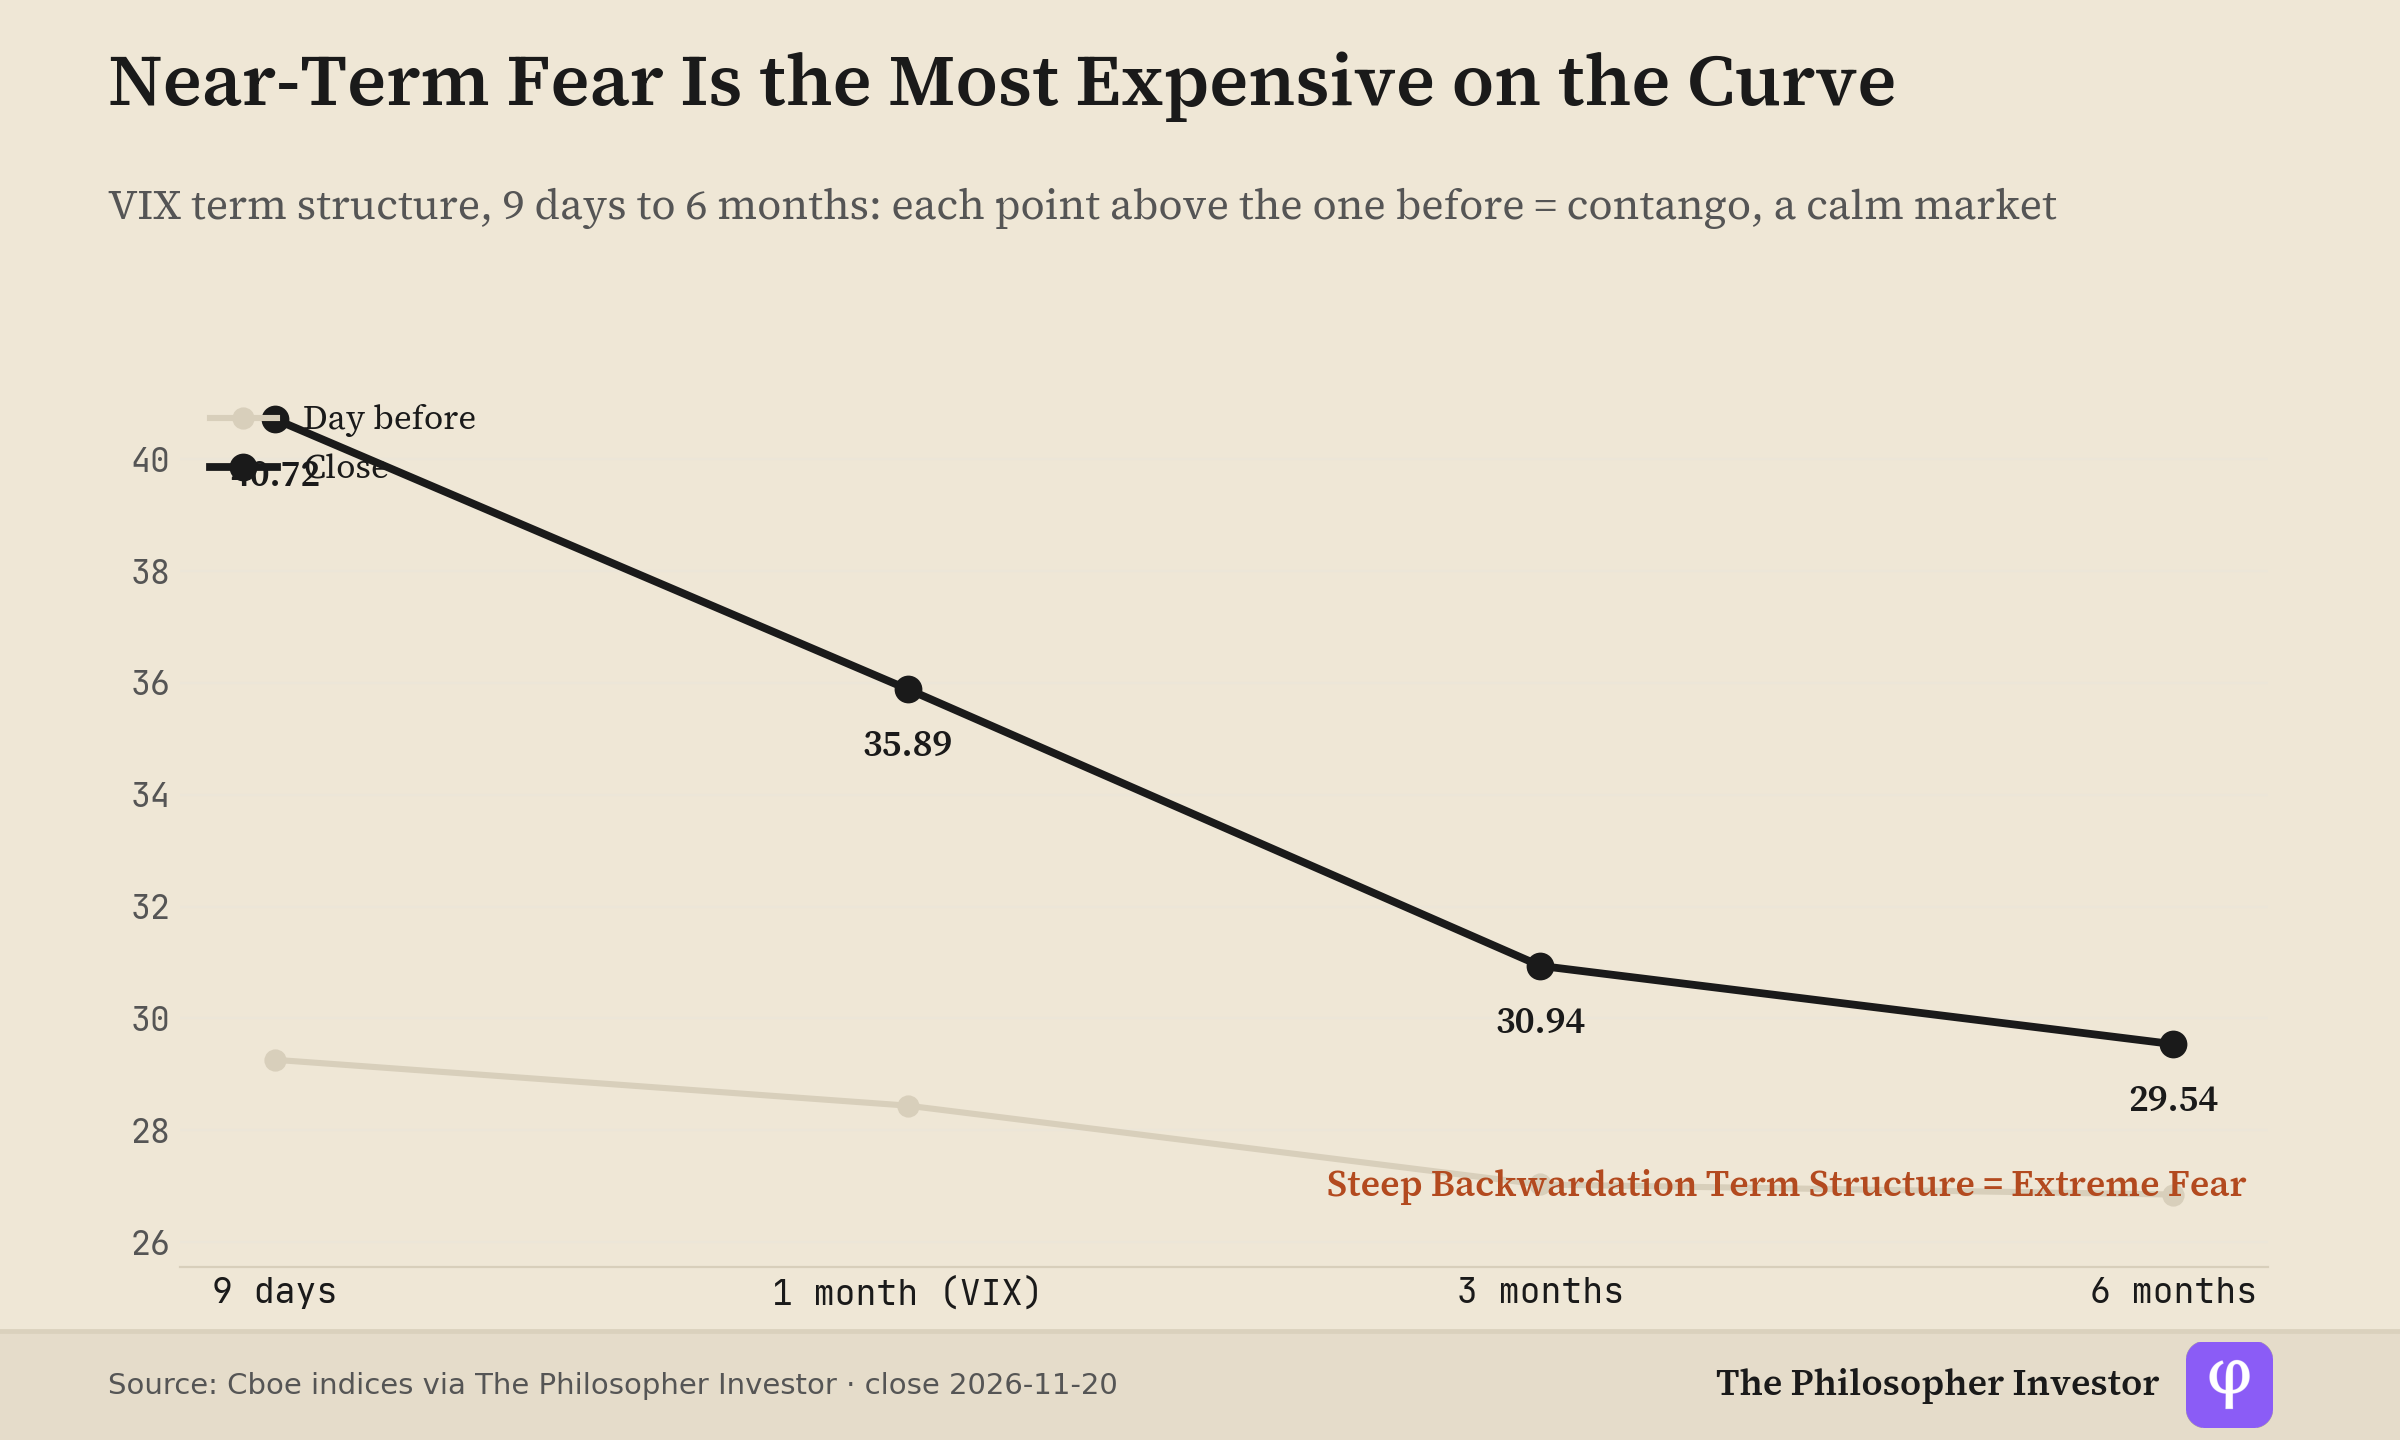 Near-Term Fear Is the Most Expensive on the Curve
VIX term structure, 9 days to 6 months: each point above the one before = contango, a calm market
Day before
Close
40.72
40
38
36
34
32
30
28
26
35.89
30.94
29.54
Steep Backwardation Term Structure = Extreme Fear
9 days
1 month (VIX)
3 months
6 months
Source: Cboe indices via The Philosopher Investor · close 2026-11-20
The Philosopher Investor
φ